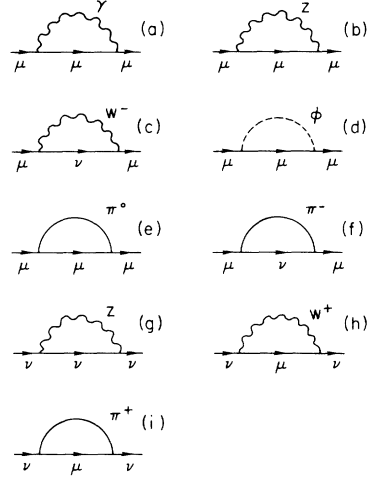 γ (a) Z (b)
μ μ μ μ μ μ
W⁻ (c) φ (d)
μ ν μ μ μ μ
π⁰ (e) π⁻ (f)
μ μ μ μ ν μ
Z (g) W⁺ (h)
ν ν ν ν μ ν
π⁺ (i)
ν μ ν